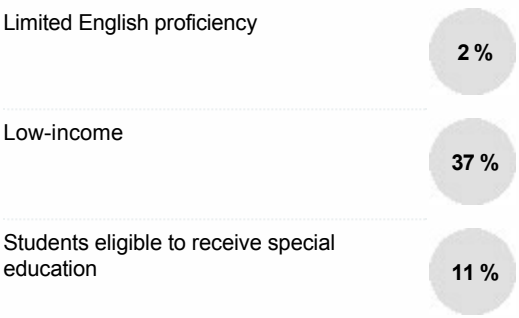 Limited English proficiency
2 %
Low-income
37 %
Students eligible to receive special
education
11 %